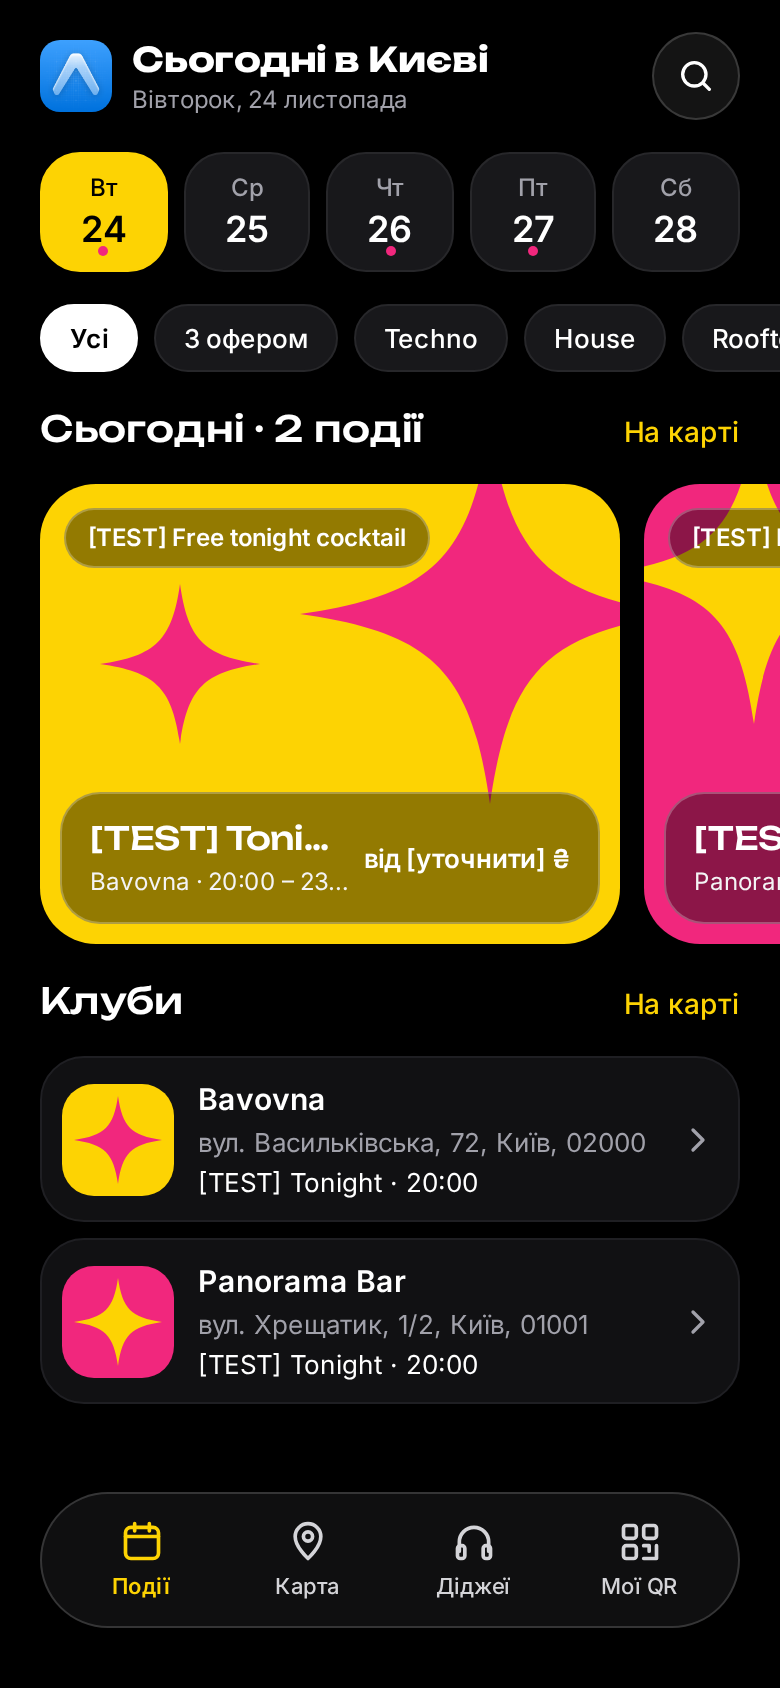 Сьогодні в Києві
Вівторок, 24 листопада
Вт Ср Чт Пт Сб
24 25 26 27 28
Усі З офером Techno House Rooft
Сьогодні · 2 події На карті
[TEST] Free tonight cocktail [TEST]
[TEST] Toni... від [уточнити] ₴ [TES
Bavovna · 20:00 – 23... Panora
Клуби На карті
Bavovna
вул. Васильківська, 72, Київ, 02000
[TEST] Tonight · 20:00
Panorama Bar
вул. Хрещатик, 1/2, Київ, 01001
[TEST] Tonight · 20:00
Події Карта Діджеї Мої QR